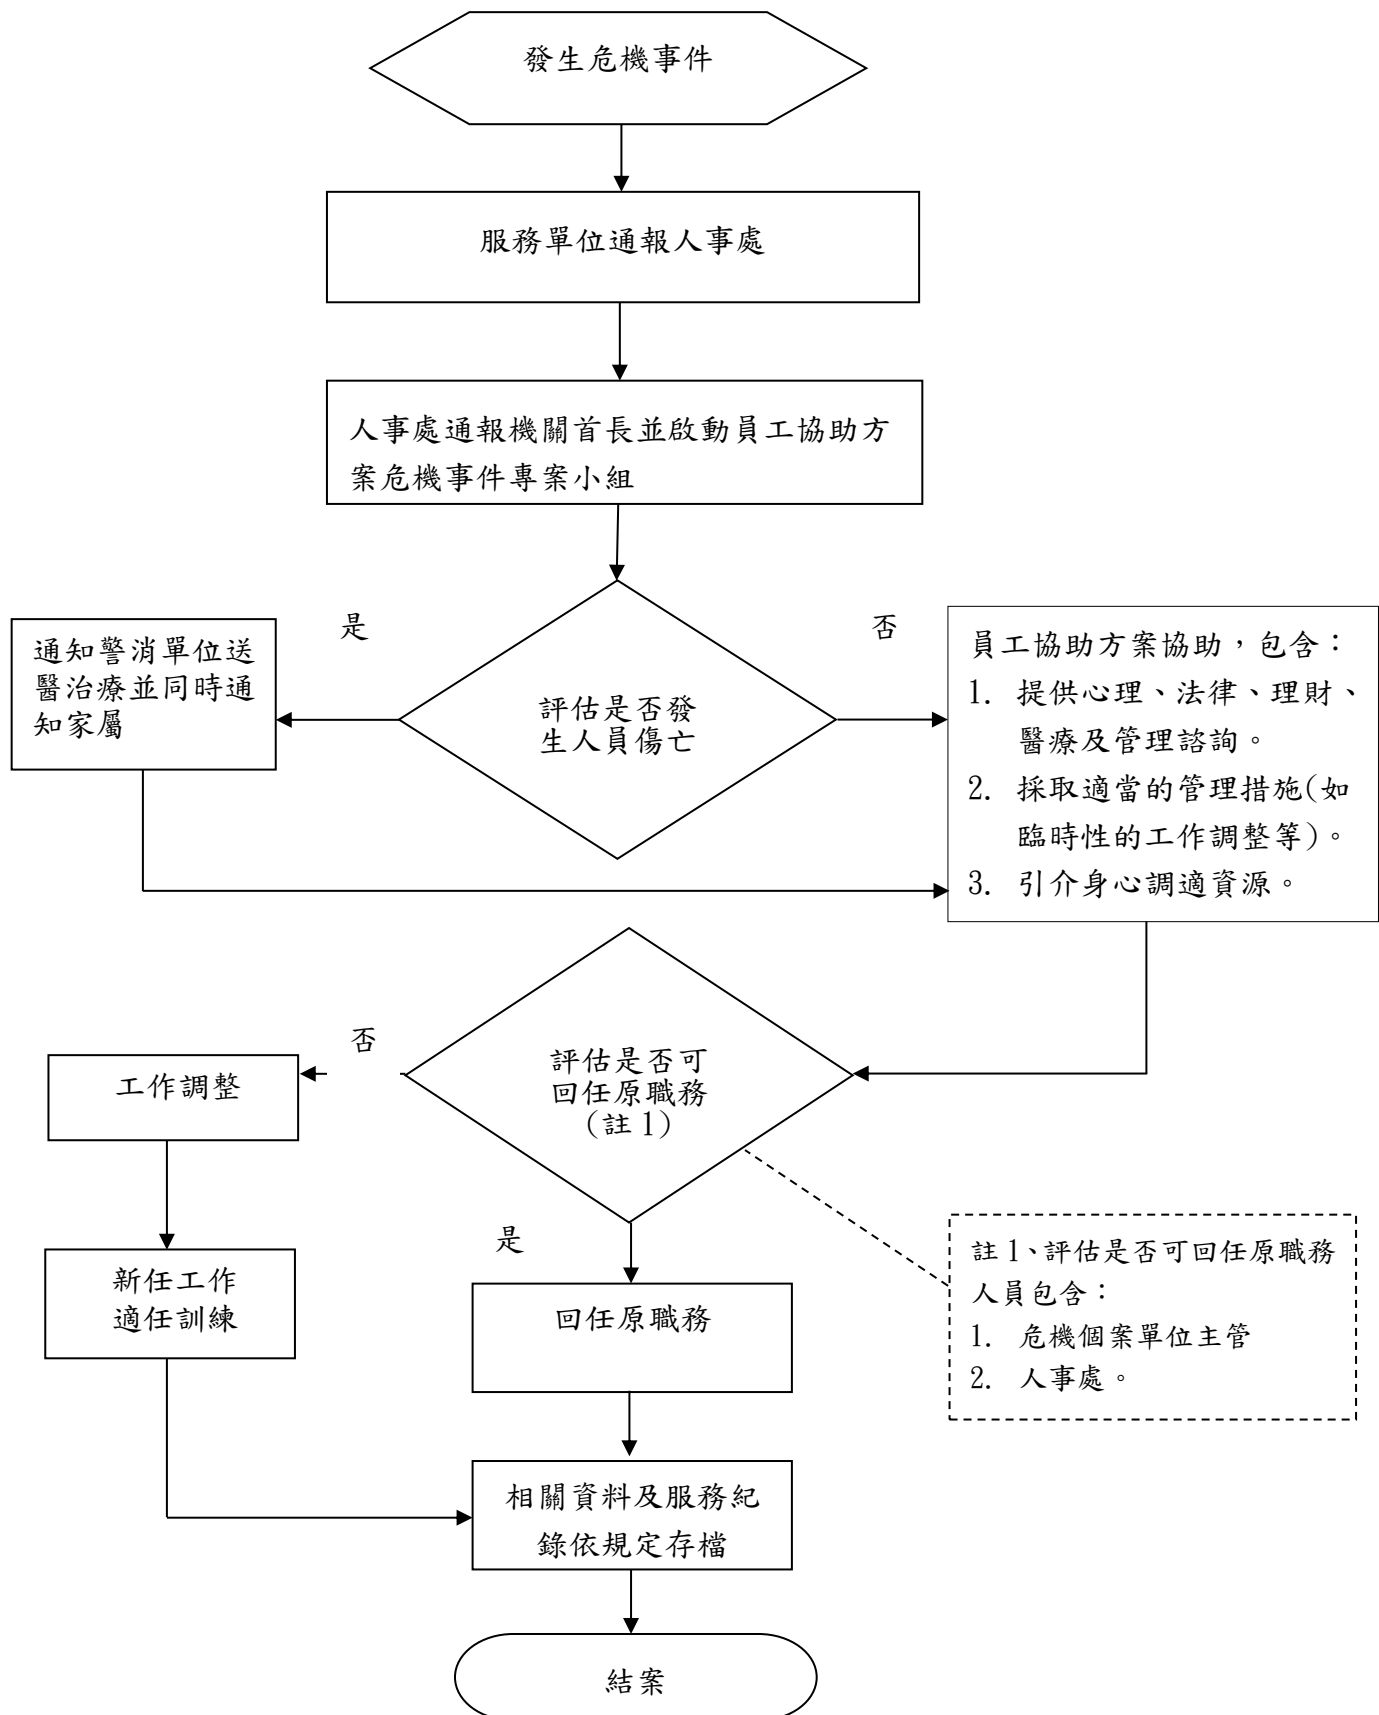 發生危機事件
服務單位通報人事處
人事處通報機關首長並啟動員工協助方
案危機事件專案小組
是
否
通知警消單位送
醫治療並同時通
知家屬
評估是否發
生人員傷亡
員工協助方案協助，包含：
1. 提供心理、法律、理財、
醫療及管理諮詢。
2. 採取適當的管理措施(如
臨時性的工作調整等)。
3. 引介身心調適資源。
否
工作調整
評估是否可
回任原職務
(註 1)
是
新任工作
適任訓練
回任原職務
註 1、評估是否可回任原職務
人員包含：
1. 危機個案單位主管
2. 人事處。
相關資料及服務紀
錄依規定存檔
結案